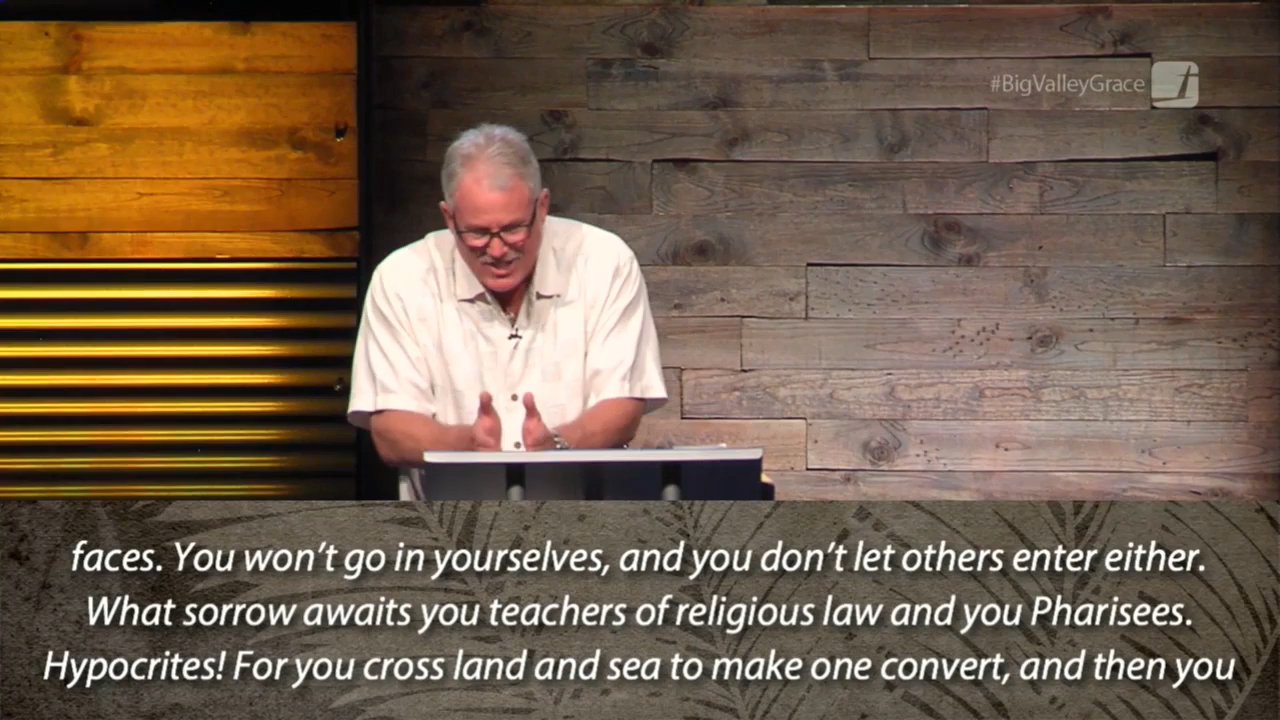 #BigValleyGrace
faces. You won't go in yourselves, and you don't let others enter either.
What sorrow awaits you teachers of religious law and you Pharisees.
Hypocrites! For you cross land and sea to make one convert, and then you